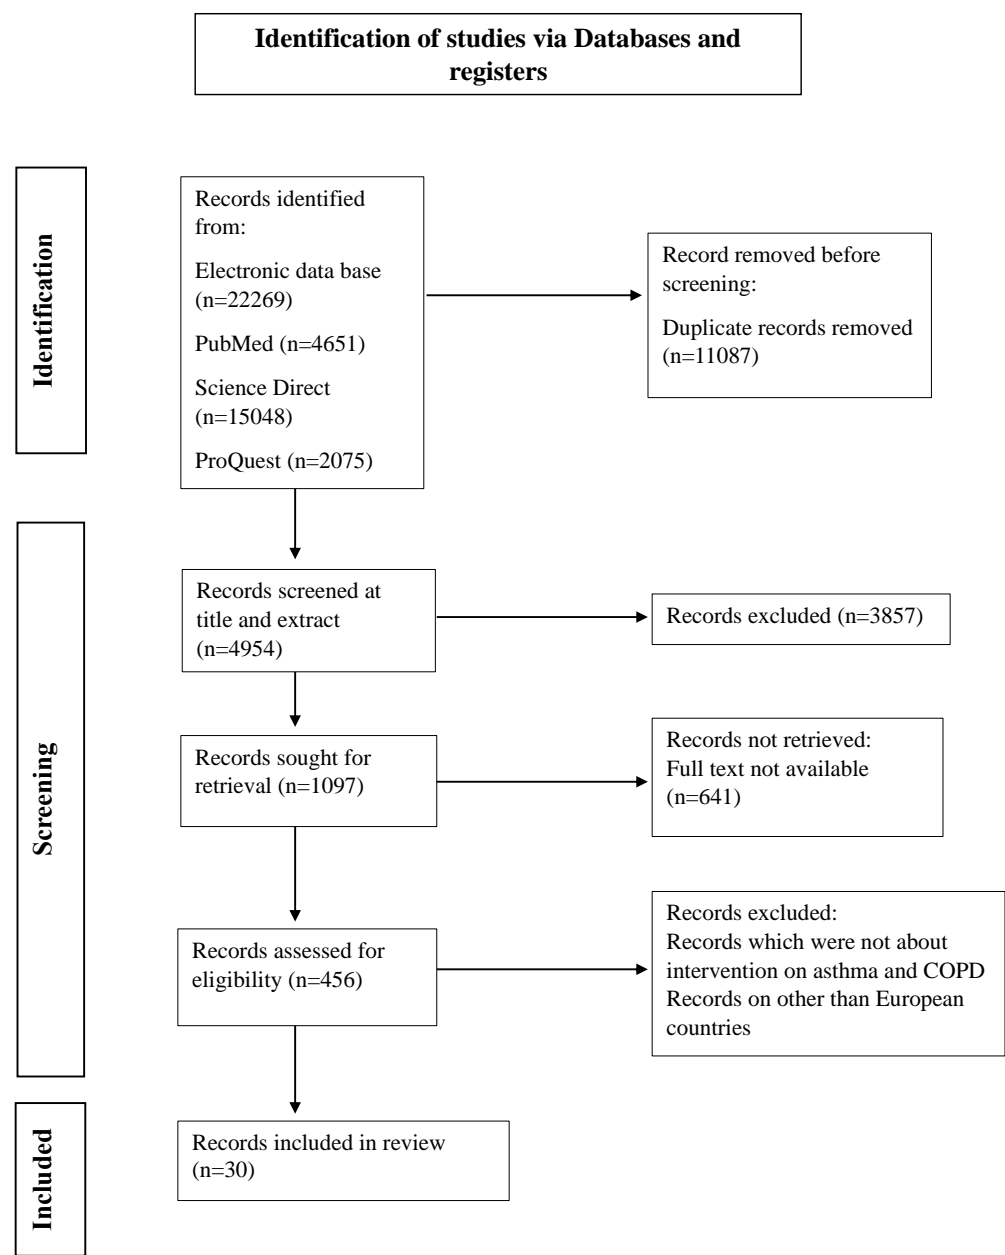 Identification of studies via Databases and
registers
Identification
Records identified
from:
Electronic data base
(n=22269)
PubMed (n=4651)
Science Direct
(n=15048)
ProQuest (n=2075)
Record removed before
screening:
Duplicate records removed
(n=11087)
Screening
Records screened at
title and extract
(n=4954)
Records excluded (n=3857)
Records sought for
retrieval (n=1097)
Records not retrieved:
Full text not available
(n=641)
Records assessed for
eligibility (n=456)
Records excluded:
Records which were not about
intervention on asthma and COPD
Records on other than European
countries
Included
Records included in review
(n=30)